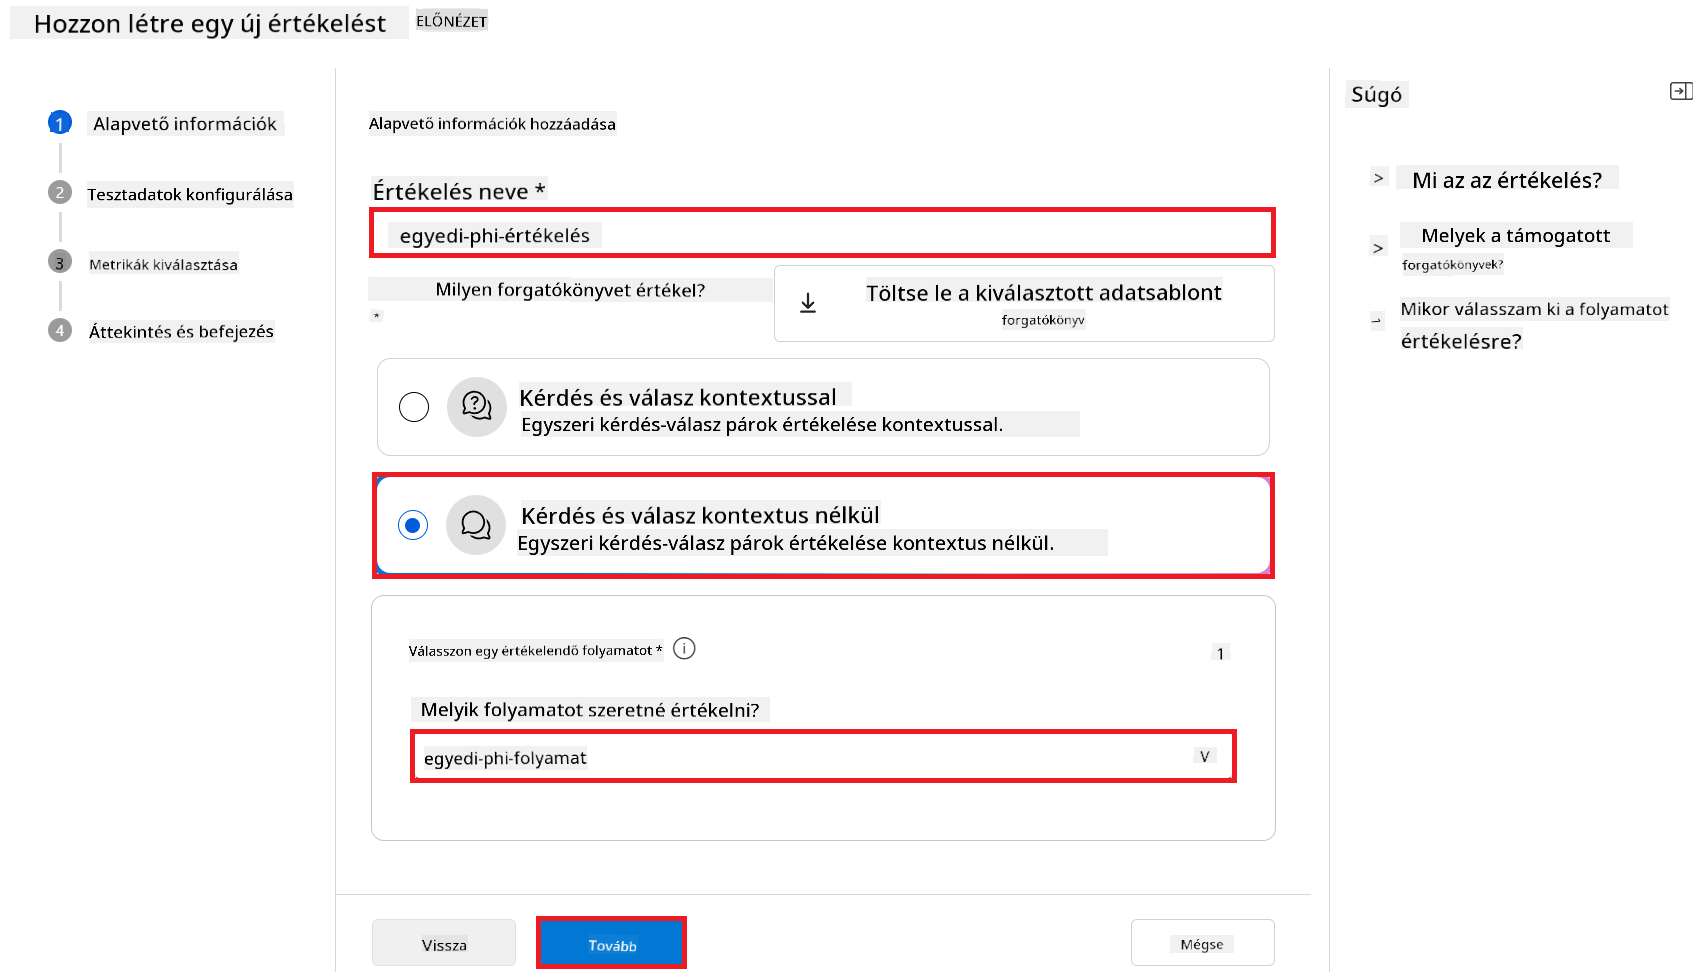 Hozzon létre egy új értékelést
ELŐNÉZET
1
Alapvető információk
2
Tesztadatok konfigurálása
3
Metrikák kiválasztása
4
Áttekintés és befejezés
Alapvető információk hozzáadása
Értékelés neve *
egyedi-phi-értékelés
Milyen forgatókönyvet értékel?
*
Töltse le a kiválasztott adatsablont
forgatókönyv
Kérdés és válasz kontextussal
Egyszeri kérdés-válasz párok értékelése kontextussal.
Kérdés és válasz kontextus nélkül
Egyszeri kérdés-válasz párok értékelése kontextus nélkül.
Válasszon egy értékelendő folyamatot *
1
Melyik folyamatot szeretné értékelni?
egyedi-phi-folyamat
V
Vissza
Tovább
Mégse
Súgó
> Mi az az értékelés?
> Melyek a támogatott
forgatókönyvek?
Mikor válasszam ki a folyamatot
értékelésre?